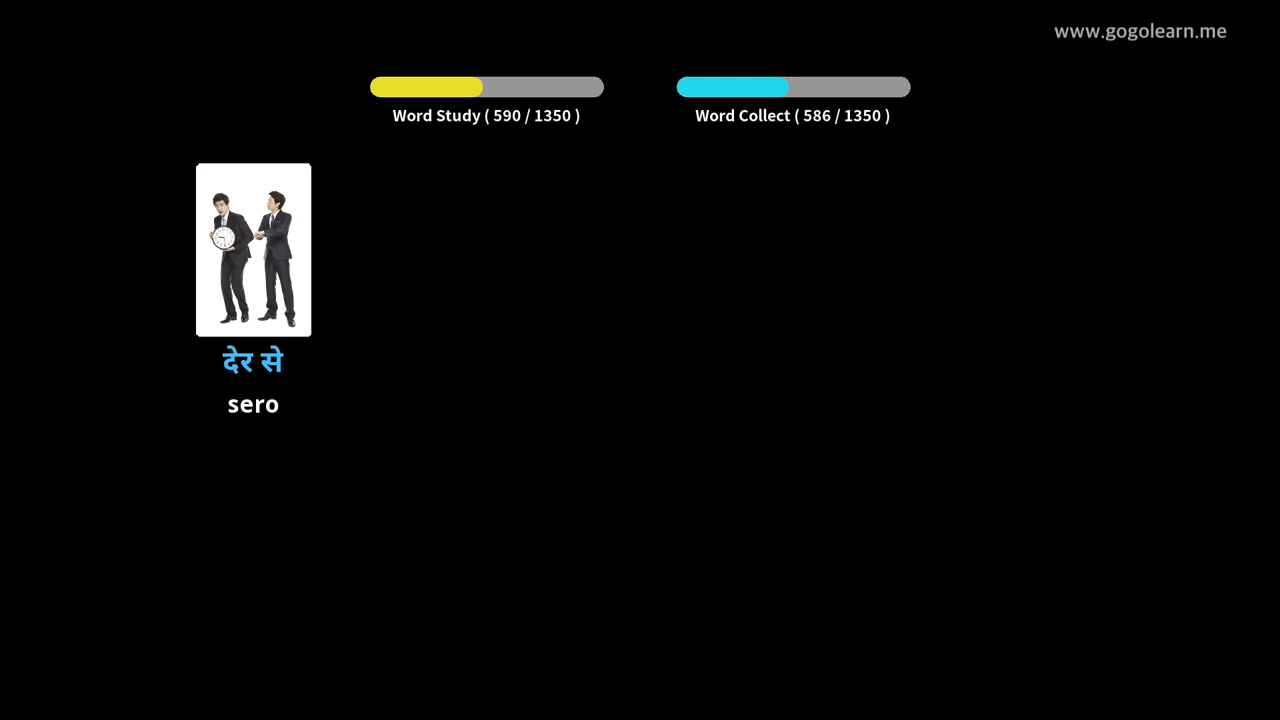 www.gogolearn.me
Word Study ( 590 / 1350 )
Word Collect ( 586 / 1350 )
देर से
sero